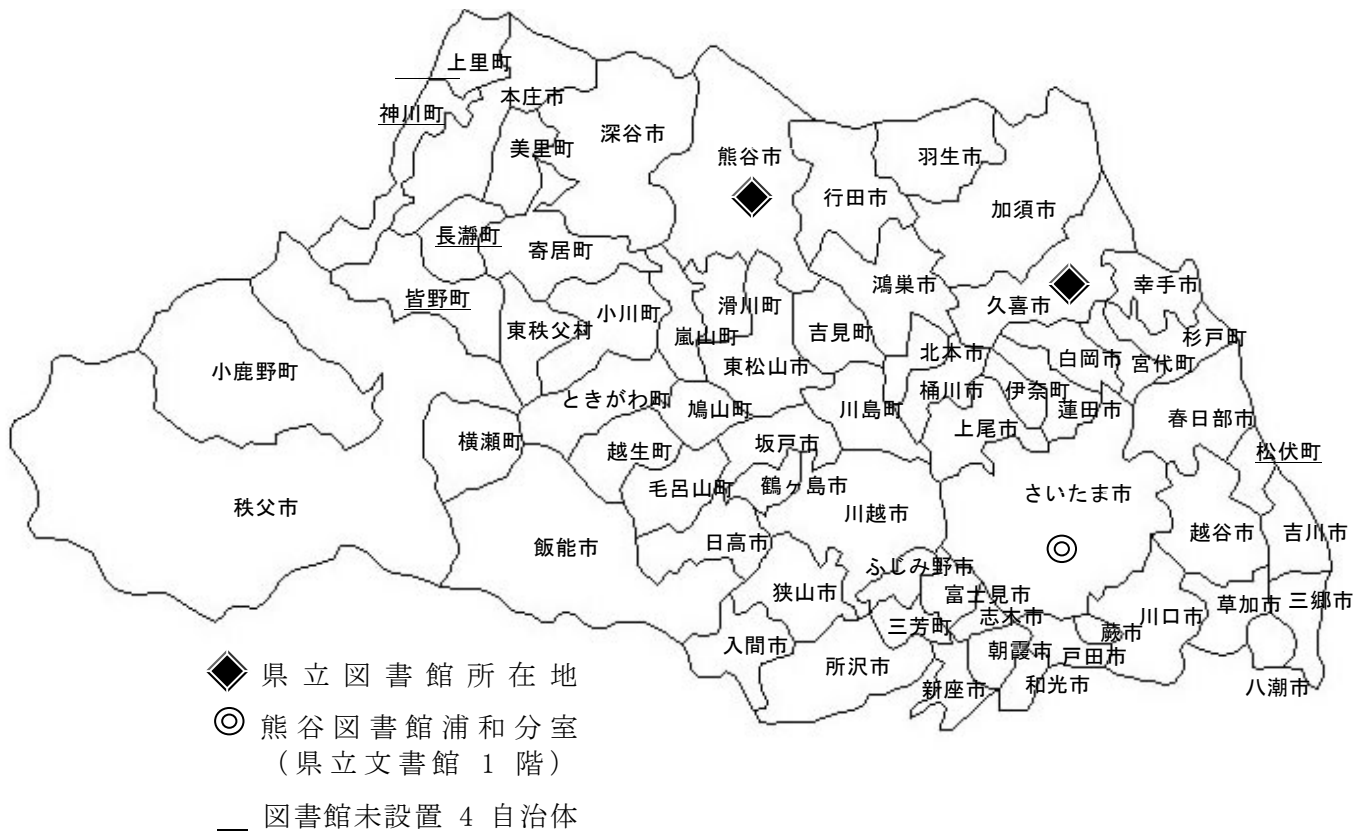 上里町
本庄市
神川町
美里町
深谷市
熊谷市
羽生市
行田市
加須市
長瀞町
寄居町
鴻巣市
久喜市
幸手市
皆野町
東秩父村
小川町
嵐山町
滑川町
吉見町
東松山市
北本市
白岡市
宮代町
杉戸町
小鹿野町
ときがわ町
鳩山町
川島町
桶川市
伊奈町
蓮田市
春日部市
横瀬町
越生町
坂戸市
上尾市
松伏町
毛呂山町
鶴ヶ島市
さいたま市
秩父市
飯能市
日高市
川越市
越谷市
吉川市
ふじみ野市
狭山市
富士見市
志木市
川口市
草加市
三郷市
入間市
所沢市
三芳町
朝霞市
蕨市
戸田市
新座市
和光市
八潮市
県立図書館所在地
熊谷図書館浦和分室
(県立文書館 1 階)
図書館未設置 4 自治体